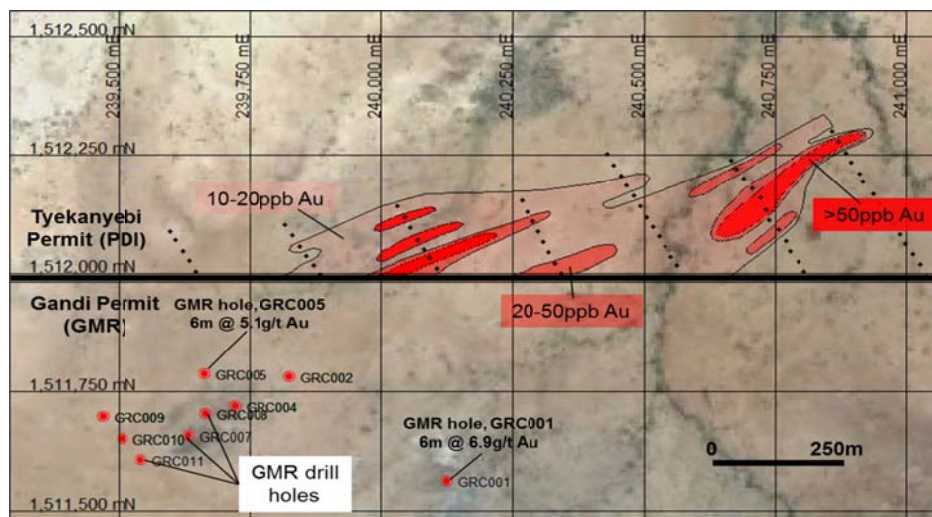 1,512,500 mN
239,500 mE
239,750 mE
240,000 mE
240,250 mE
240,500 mE
240,750 mE
241,000 mE
1,512,250 mN
10-20ppb Au
Tyekanyebi
Permit (PDI)
>50ppb Au
1,512,000 mN
Gandi Permit
(GMR)
GMR hole, GRC005
6m @ 5.1g/t Au
20-50ppb Au
GRC005
GRC002
1,511,750 mN
GRC009
GRC004
GRC008
GRC010
GRC007
GRC011
GMR hole, GRC001
6m @ 6.9g/t Au
0 250m
GMR drill
holes
GRC001
1,511,500 mN